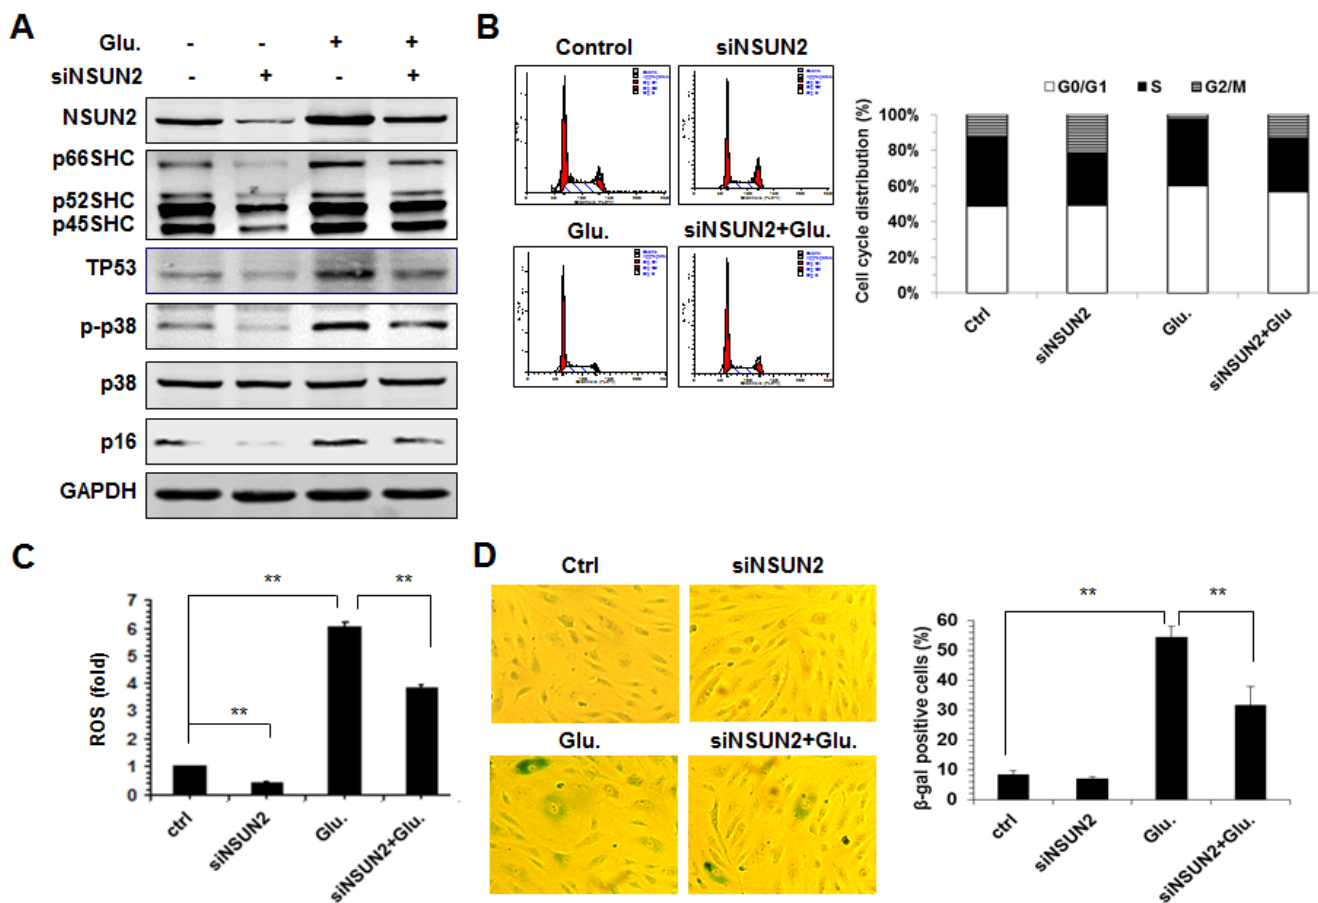 A
Glu. - - + +
siNSUN2 - + - +
NSUN2
p66SHC
p52SHC
p45SHC
TP53
p-p38
p38
p16
GAPDH
B
Control siNSUN2
Glu. siNSUN2+Glu.
G0/G1 S G2/M
Cell cycle distribution (%)
100%
80%
60%
40%
20%
0%
Ctrl siNSUN2 Glu. siNSUN2+Glu
C
ROS (fold)
7
6
5
4
3
2
1
0
** ** **
ctrl siNSUN2 Glu. siNSUN2+Glu.
D
Ctrl siNSUN2
Glu. siNSUN2+Glu.
β-gal positive cells (%)
60
50
40
30
20
10
0
** **
ctrl siNSUN2 Glu. siNSUN2+Glu.